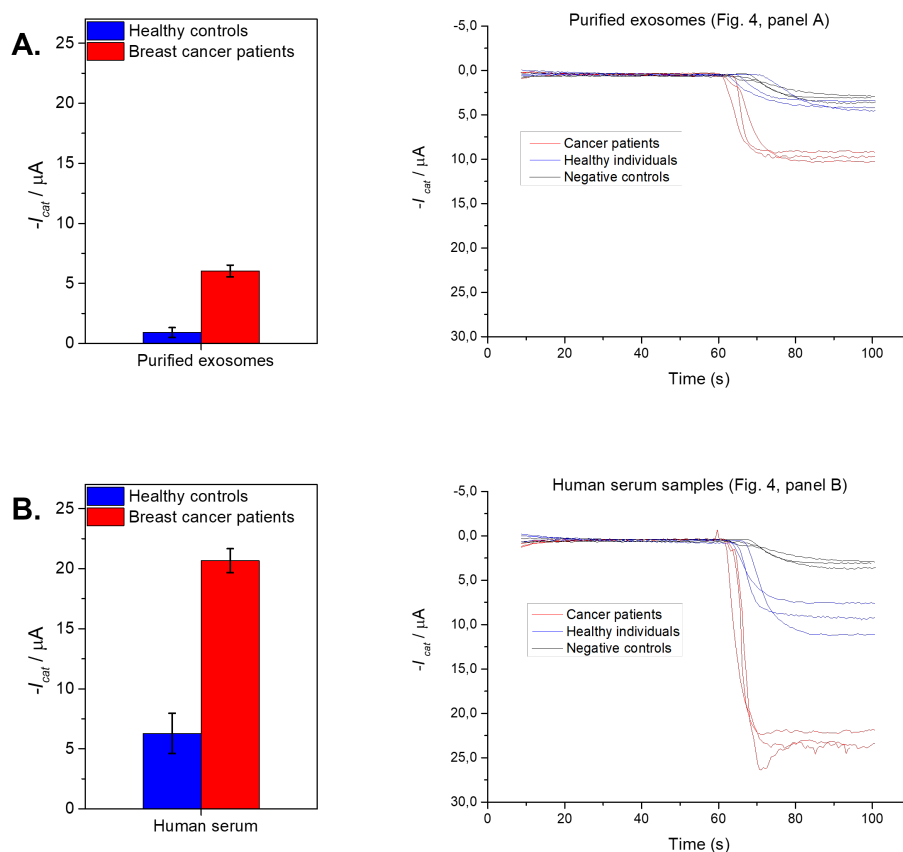 A.
Healthy controls
Breast cancer patients
25
20
15
10
5
0
-I cat / µA
Purified exosomes
Purified exosomes (Fig. 4, panel A)
-5,0
0,0
5,0
10,0
15,0
20,0
25,0
30,0
-I cat / µA
Cancer patients
Healthy individuals
Negative controls
0 20 40 60 80 100
Time (s)
B.
Healthy controls
Breast cancer patients
25
20
15
10
5
0
-I cat / µA
Human serum
Human serum samples (Fig. 4, panel B)
-5,0
0,0
5,0
10,0
15,0
20,0
25,0
30,0
-I cat / µA
Cancer patients
Healthy individuals
Negative controls
0 20 40 60 80 100
Time (s)